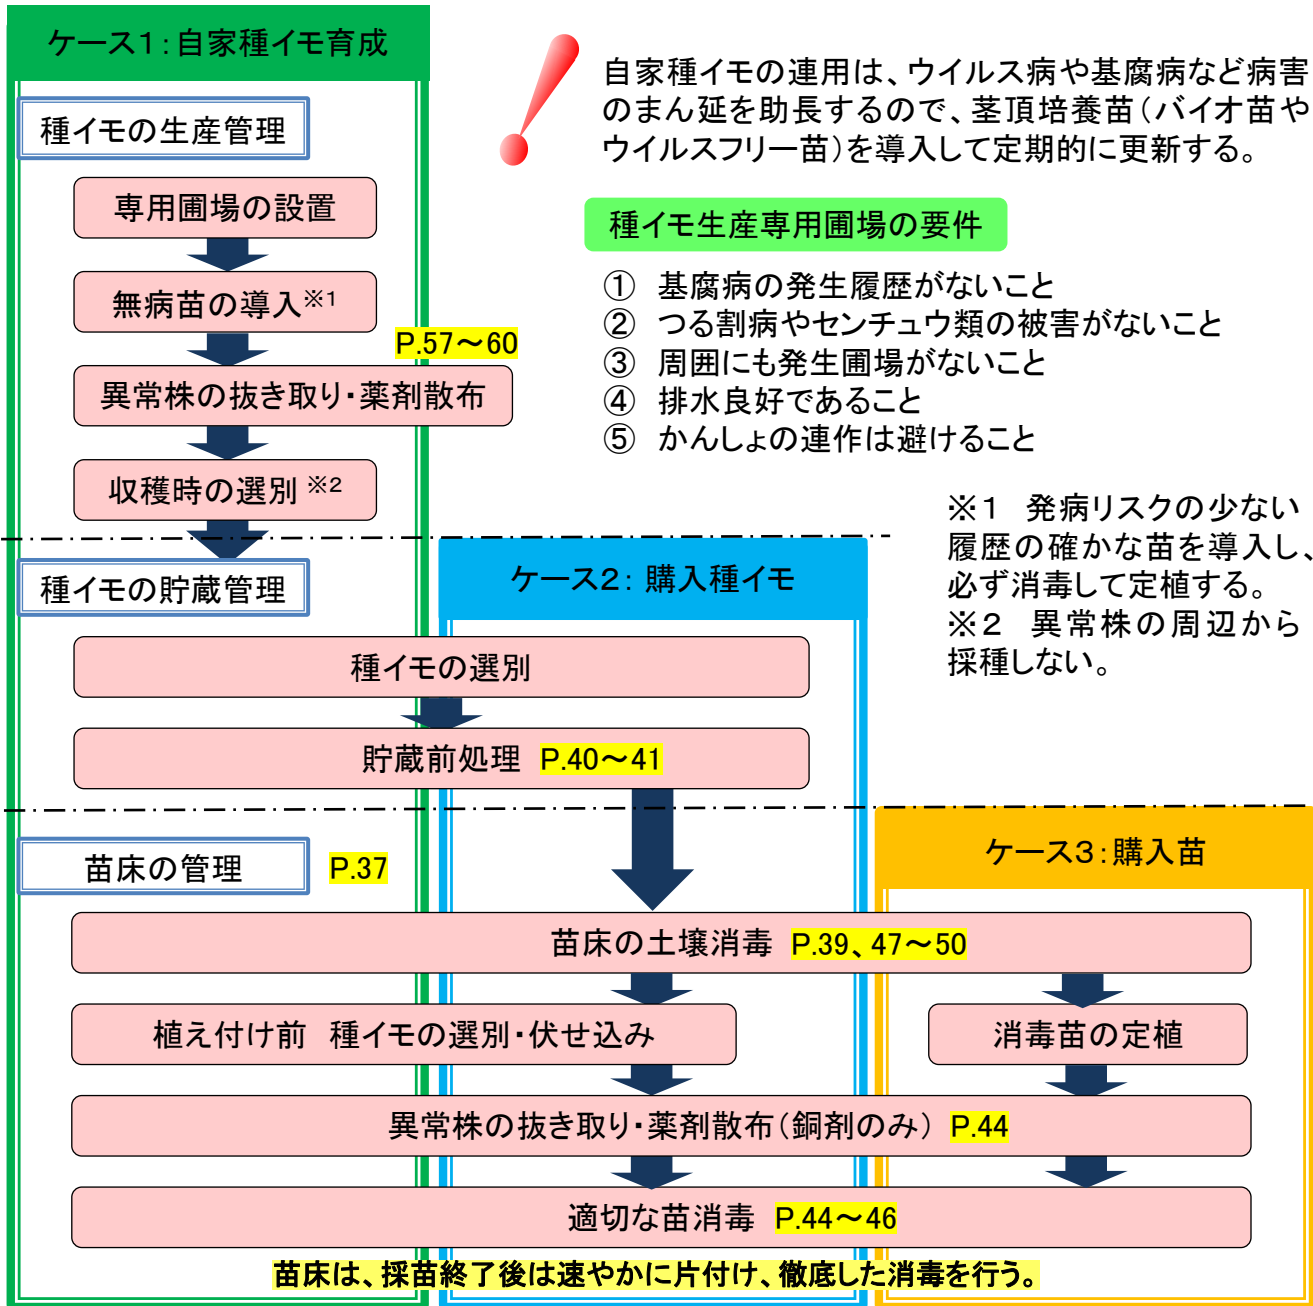 ケース1：自家種イモ育成
自家種イモの連用は、ウイルス病や基腐病など病害
のまん延を助長するので、茎頂培養苗（バイオ苗や
ウイルスフリー苗）を導入して定期的に更新する。
種イモの生産管理
専用圃場の設置
無病苗の導入※1
P.57～60
異常株の抜き取り・薬剤散布
収穫時の選別 ※2
種イモ生産専用圃場の要件
① 基腐病の発生履歴がないこと
② つる割病やセンチュウ類の被害がないこと
③ 周囲にも発生圃場がないこと
④ 排水良好であること
⑤ かんしょの連作は避けること
※1 発病リスクの少ない
履歴の確かな苗を導入し、
必ず消毒して定植する。
※2 異常株の周辺から
採種しない。
種イモの貯蔵管理
ケース2：購入種イモ
種イモの選別
貯蔵前処理 P.40～41
苗床の管理 P.37
ケース3：購入苗
苗床の土壌消毒 P.39、47～50
植え付け前 種イモの選別・伏せ込み
消毒苗の定植
異常株の抜き取り・薬剤散布（銅剤のみ） P.44
適切な苗消毒 P.44～46
苗床は、採苗終了後は速やかに片付け、徹底した消毒を行う。